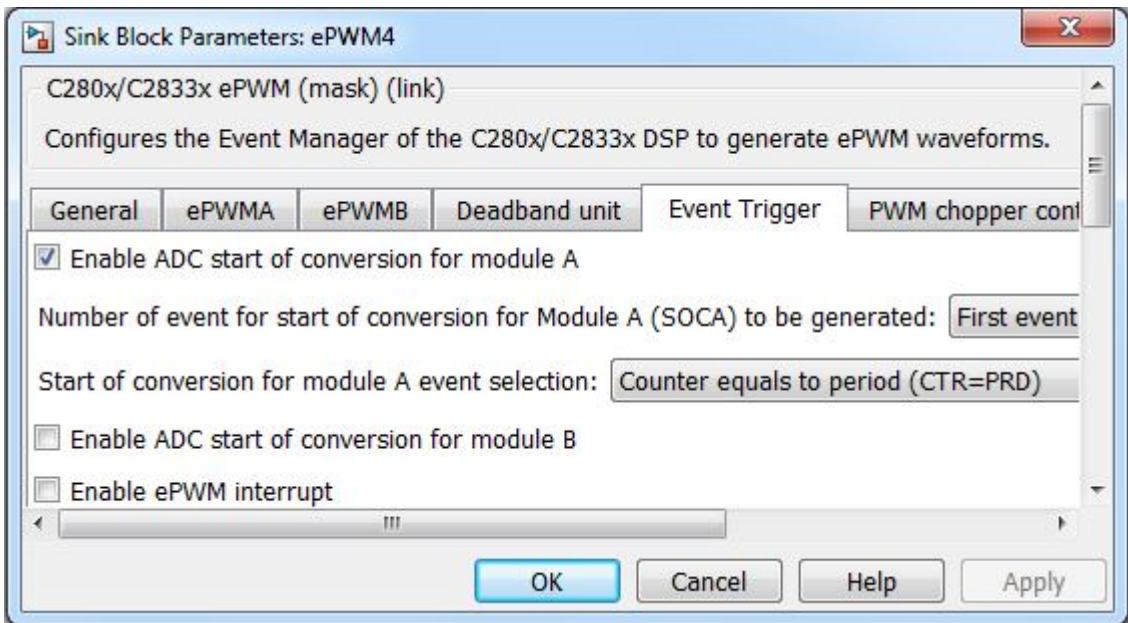 Sink Block Parameters: ePWM4
C280x/C2833x ePWM (mask) (link)
Configures the Event Manager of the C280x/C2833x DSP to generate ePWM waveforms.
General ePWMA ePWMB Deadband unit Event Trigger PWM chopper cont
Enable ADC start of conversion for module A
Number of event for start of conversion for Module A (SOCA) to be generated: First event
Start of conversion for module A event selection: Counter equals to period (CTR=PRD)
Enable ADC start of conversion for module B
Enable ePWM interrupt
OK Cancel Help Apply